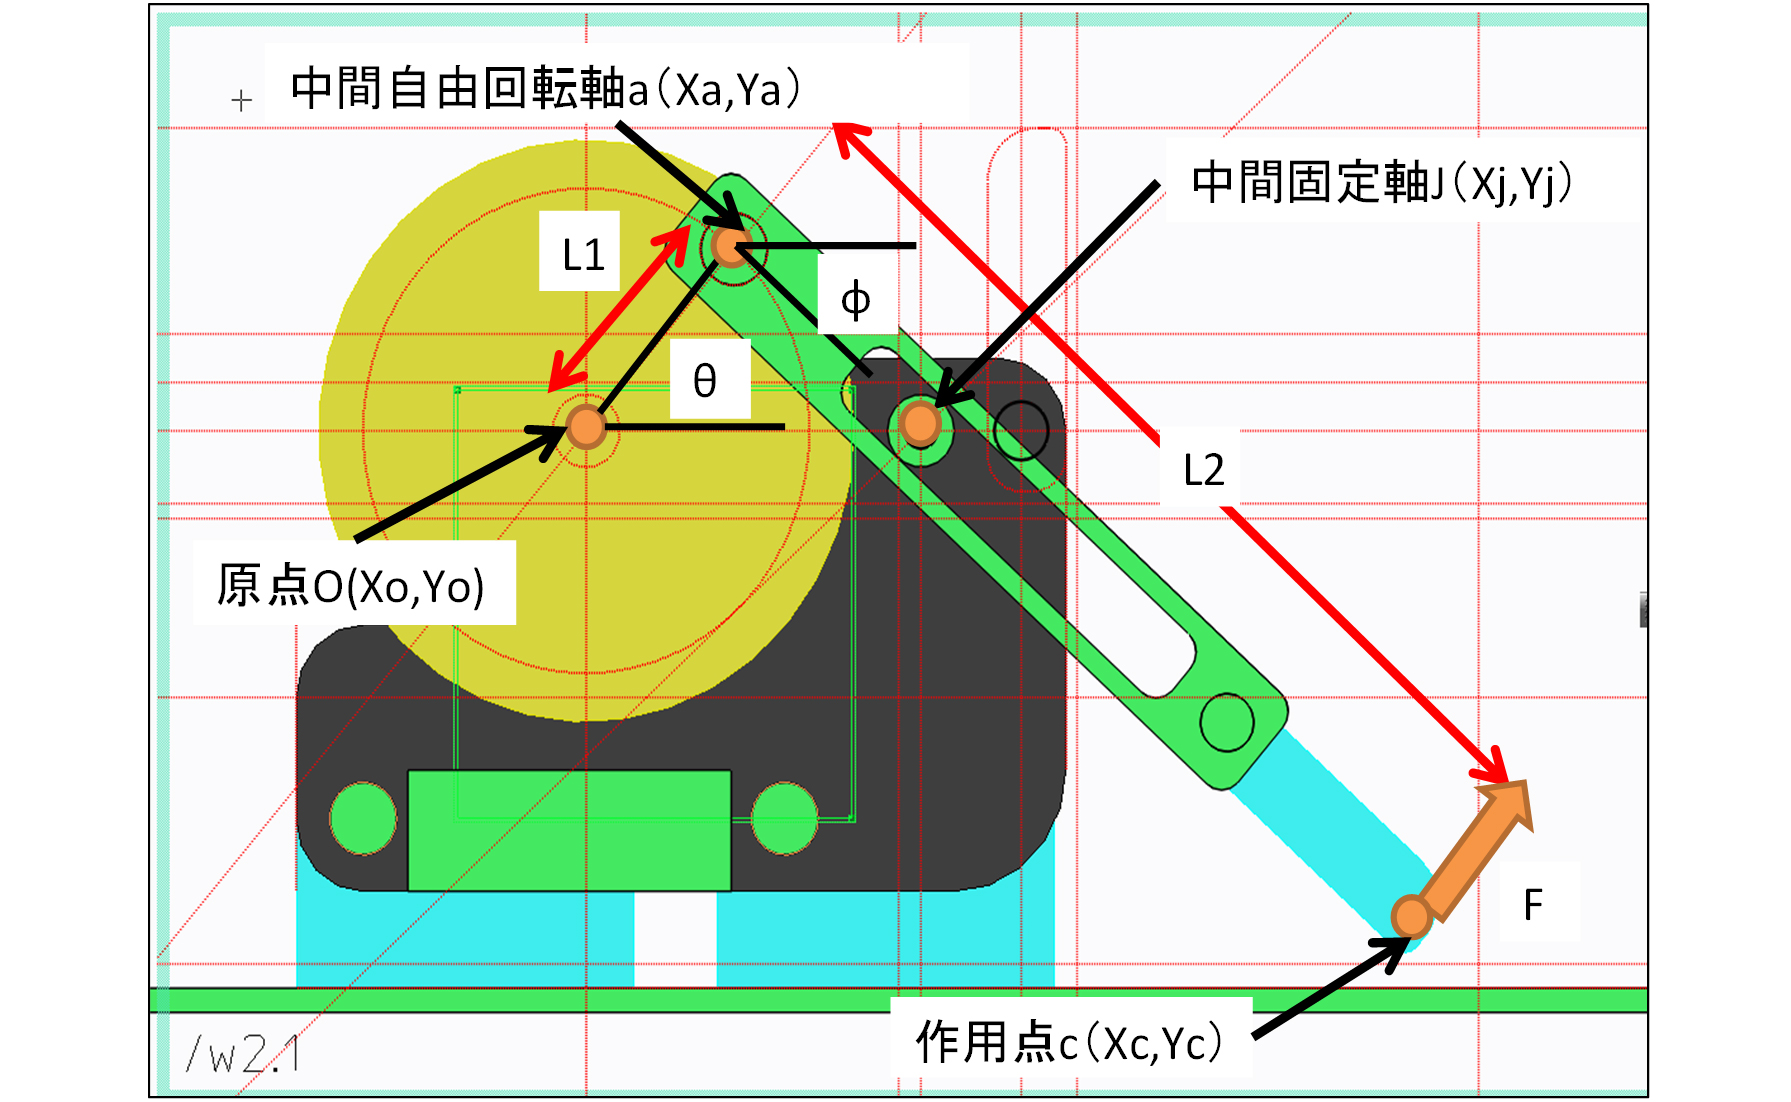 中間自由回転軸a（Xa,Ya）
中間固定軸J（Xj,Yj）
L1
φ
θ
L2
原点O(Xo,Yo)
F
作用点c（Xc,Yc）
/w2.1